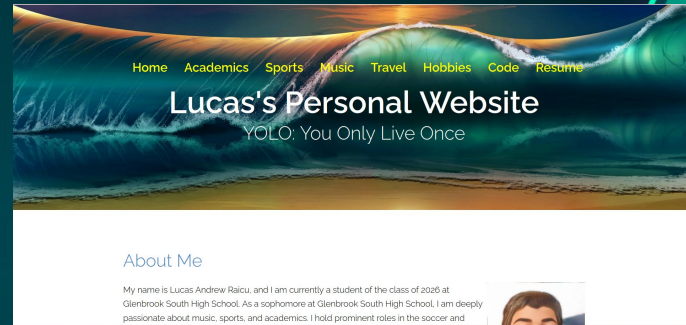 Home Academics Sports Music Travel Hobbies Code Resume
Lucas's Personal Website
YOLO: You Only Live Once
About Me
My name is Lucas Andrew Raicu, and I am currently a student of the class of 2026 at
Glenbrook South High School. As a sophomore at Glenbrook South High School, I am deeply
passionate about music, sports, and academics. I hold prominent roles in the soccer and